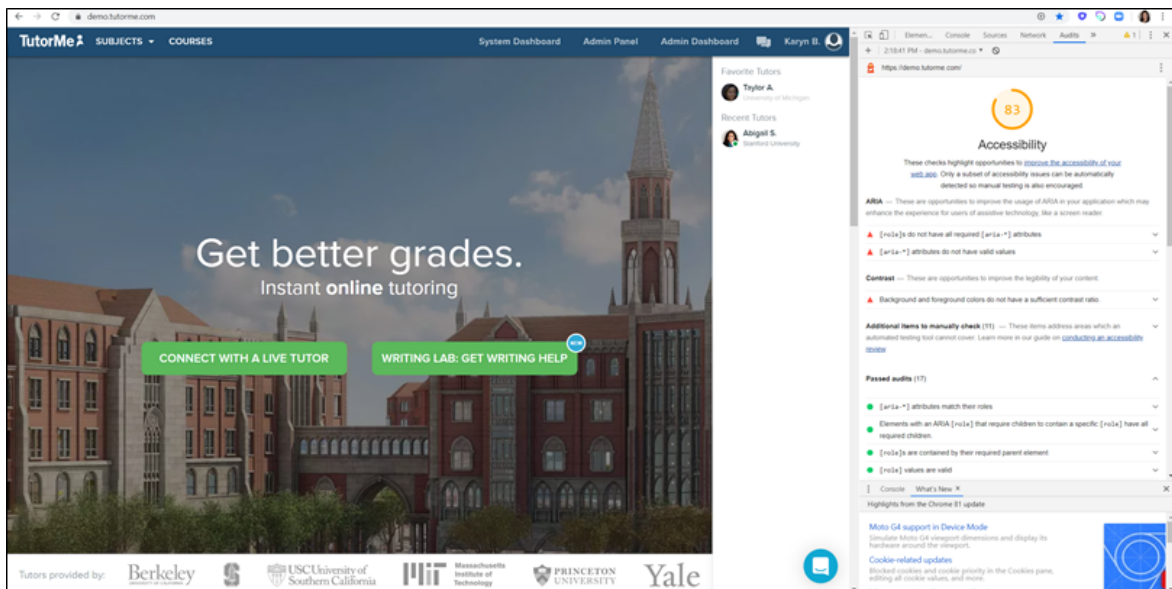 demo.tutorme.com
TutorMe SUBJECTS COURSES System Dashboard Admin Panel Admin Dashboard Karyn B.
Favorite Tutors
Taylor A.
University of Michigan
Recent Tutors
Abigail S.
Stanford University
Get better grades.
Instant online tutoring
CONNECT WITH A LIVE TUTOR
WRITING LAB: GET WRITING HELP
NEW
Tutors provided by:
Berkeley
UNIVERSITY OF CALIFORNIA
S
USC University of
Southern California
MIT
Massachusetts
Institute of
Technology
PRINCETON
UNIVERSITY
Yale
Elemen... Console Sources Network Audits » 1
+ 2:18:41 PM - demo.tutorme.cc
https://demo.tutorme.com/
83
Accessibility
These checks highlight opportunities to improve the accessibility of your
web app. Only a subset of accessibility issues can be automatically
detected so manual testing is also encouraged.
ARIA — These are opportunities to improve the usage of ARIA in your application which may
enhance the experience for users of assistive technology, like a screen reader.
[role]s do not have all required [aria-*] attributes
[aria-*] attributes do not have valid values
Contrast — These are opportunities to improve the legibility of your content.
Background and foreground colors do not have a sufficient contrast ratio.
Additional items to manually check (11) — These items address areas which an
automated testing tool cannot cover. Learn more in our guide on conducting an accessibility
review
Passed audits (17)
[aria-*] attributes match their roles
Elements with an ARIA [role] that require children to contain a specific [role] have all
required children.
[role]s are contained by their required parent element
[role] values are valid
Console What's New ×
Highlights from the Chrome 81 update
Moto G4 support in Device Mode
Simulate Moto G4 viewport dimensions and display its
hardware around the viewport.
Cookie-related updates
Blocked cookies and cookie priority in the Cookies pane,
editing all cookie values, and more.